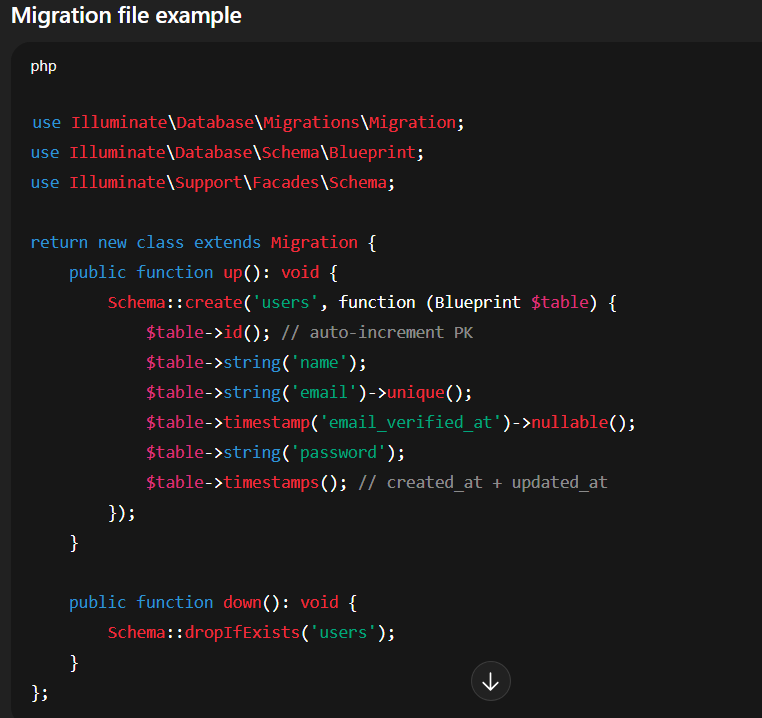 Migration file example
php
use Illuminate\Database\Migrations\Migration;
use Illuminate\Database\Schema\Blueprint;
use Illuminate\Support\Facades\Schema;
return new class extends Migration {
    public function up(): void {
        Schema::create('users', function (Blueprint $table) {
            $table->id(); // auto-increment PK
            $table->string('name');
            $table->string('email')->unique();
            $table->timestamp('email_verified_at')->nullable();
            $table->string('password');
            $table->timestamps(); // created_at + updated_at
        });
    }
    public function down(): void {
        Schema::dropIfExists('users');
    }
};